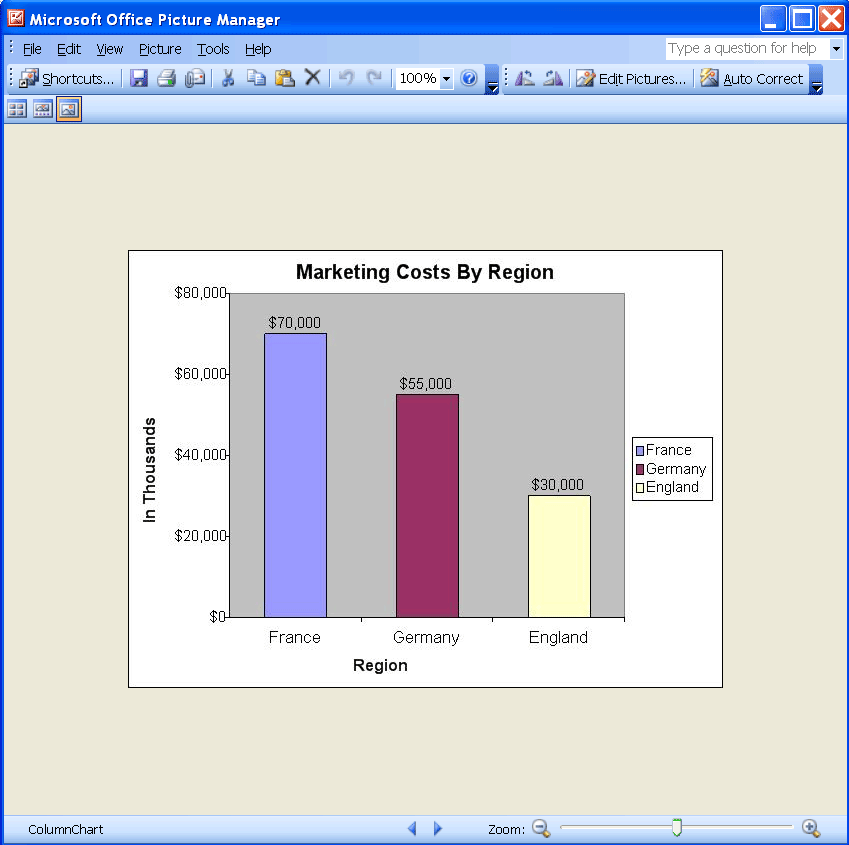 Microsoft Office Picture Manager
File Edit View Picture Tools Help Type a question for help
Shortcuts... 100% Edit Pictures... Auto Correct
Marketing Costs By Region
$80,000
$70,000
$60,000
$55,000
$40,000
$30,000
$20,000
$0
In Thousands
France Germany England
Region
France
Germany
England
ColumnChart Zoom: